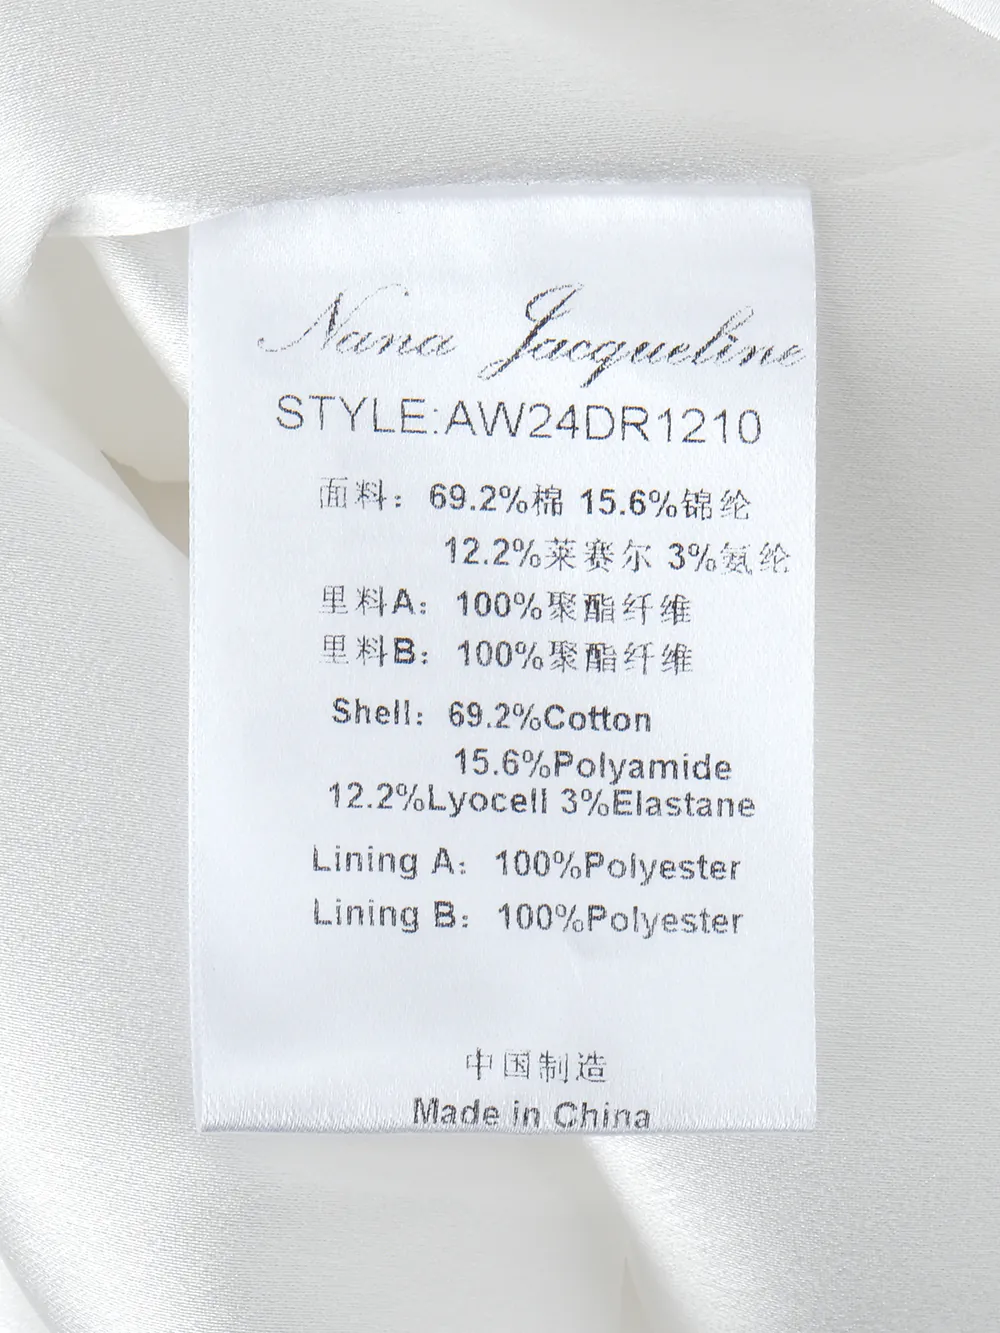 Nana Jacqueline
STYLE:AW24DR1210
面料：69.2%棉 15.6%锦纶
12.2%莱赛尔 3%氨纶
里料A：100%聚酯纤维
里料B：100%聚酯纤维
Shell：69.2%Cotton
15.6%Polyamide
12.2%Lyocell 3%Elastane
Lining A：100%Polyester
Lining B：100%Polyester
中国制造
Made in China